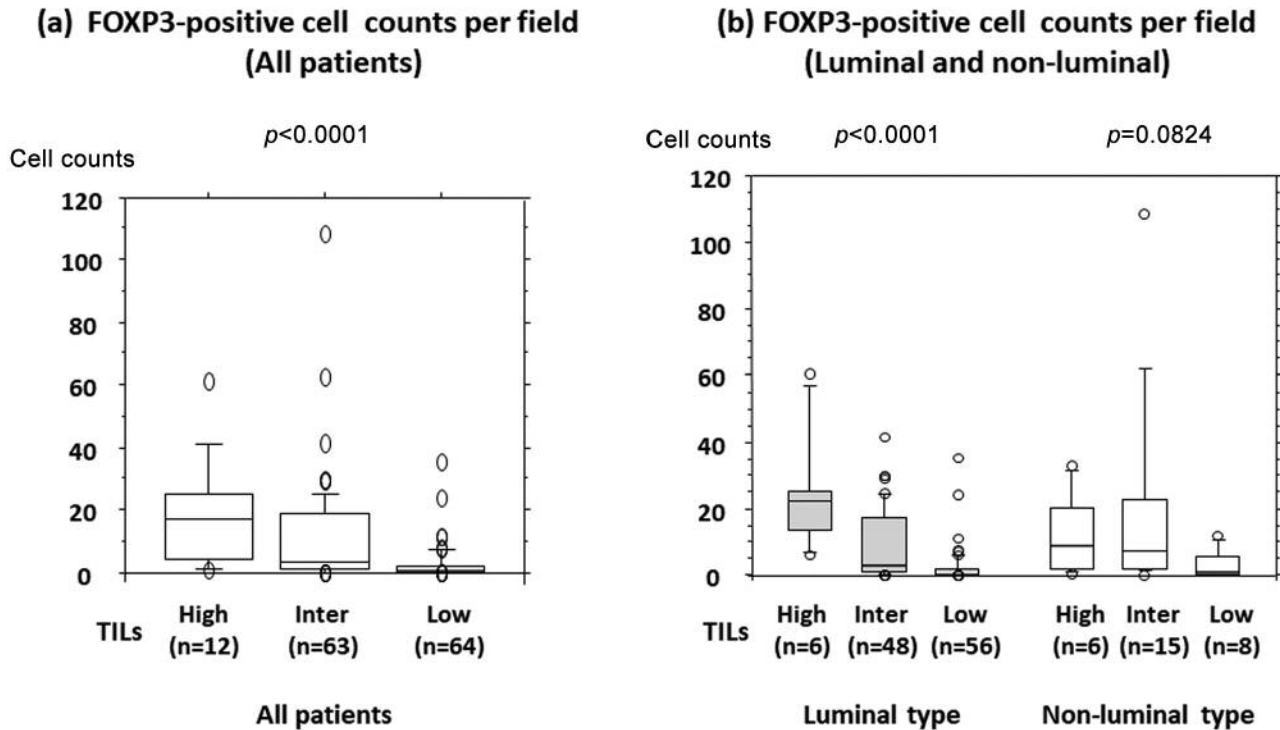 (a) FOXP3-positive cell counts per field
(All patients)
p<0.0001
Cell counts
120
100
80
60
40
20
0
TILs
High Inter Low
(n=12) (n=63) (n=64)
All patients
(b) FOXP3-positive cell counts per field
(Luminal and non-luminal)
p<0.0001 p=0.0824
Cell counts
120
100
80
60
40
20
0
TILs
High Inter Low High Inter Low
(n=6) (n=48) (n=56) (n=6) (n=15) (n=8)
Luminal type Non-luminal type